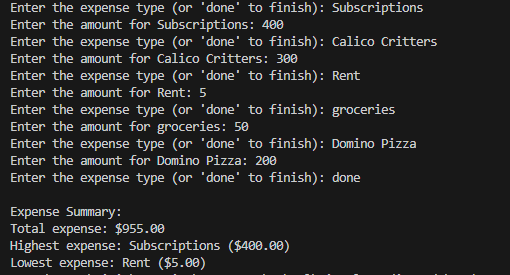 Enter the expense type (or 'done' to finish): Subscriptions
Enter the amount for Subscriptions: 400
Enter the expense type (or 'done' to finish): Calico Critters
Enter the amount for Calico Critters: 300
Enter the expense type (or 'done' to finish): Rent
Enter the amount for Rent: 5
Enter the expense type (or 'done' to finish): groceries
Enter the amount for groceries: 50
Enter the expense type (or 'done' to finish): Domino Pizza
Enter the amount for Domino Pizza: 200
Enter the expense type (or 'done' to finish): done
Expense Summary:
Total expense: $955.00
Highest expense: Subscriptions ($400.00)
Lowest expense: Rent ($5.00)